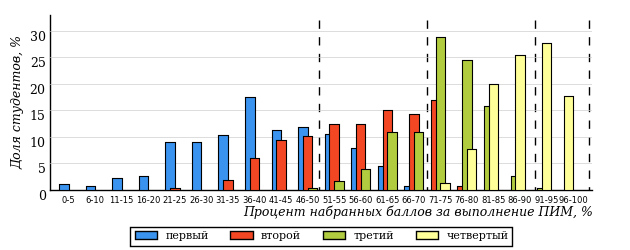 Доля студентов, %
30
25
20
15
10
5
0
0-5 6-10 11-15 16-20 21-25 26-30 31-35 36-40 41-45 46-50 51-55 56-60 61-65 66-70 71-75 76-80 81-85 86-90 91-95 96-100
Процент набранных баллов за выполнение ПИМ, %
первый второй третий четвертый